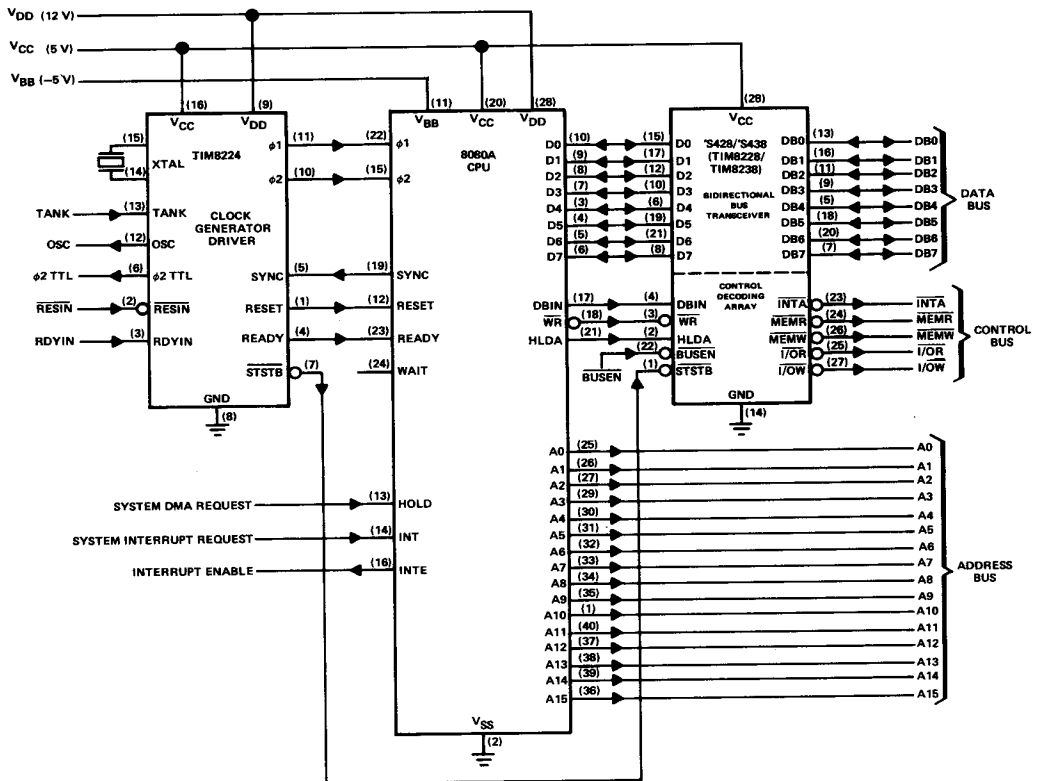 VDD (12 V)
VCC (5 V)
VBB (–5 V)
(16)
(9)
(11)
(20)
(28)
(28)
VCC
VDD
VBB
VCC
VDD
VCC
(15)
XTAL
(14)
TIM8224
(11)
(22)
φ1
(10)
(15)
φ2
8080A
CPU
TANK
(13)
TANK
OSC
(12)
OSC
φ2 TTL
(6)
φ2 TTL
RESIN
(2)
RESIN
RDYIN
(3)
RDYIN
CLOCK
GENERATOR
DRIVER
SYNC
(5)
(19)
SYNC
RESET
(1)
(12)
RESET
READY
(4)
(23)
READY
STSTB
(7)
(24)
WAIT
GND
(8)
D0
(10)
(15)
D0
D1
(9)
(17)
D1
D2
(8)
(12)
D2
D3
(7)
(10)
D3
D4
(3)
(6)
D4
D5
(4)
(19)
D5
D6
(5)
(21)
D6
D7
(6)
(8)
D7
'S428/'S438
(TIM8228/
TIM8238)
BIDIRECTIONAL
BUS
TRANSCEIVER
DB0
(13)
DB0
DB1
(16)
DB1
DB2
(11)
DB2
DB3
(9)
DB3
DB4
(5)
DB4
DB5
(18)
DB5
DB6
(20)
DB6
DB7
(7)
DB7
DATA
BUS
CONTROL
DECODING
ARRAY
DBIN
(17)
(4)
DBIN
WR
(18)
(3)
WR
HLDA
(21)
(2)
HLDA
(22)
BUSEN
BUSEN
(1)
STSTB
INTA
(23)
INTA
MEMR
(24)
MEMR
MEMW
(26)
MEMW
I/OR
(25)
I/OR
I/OW
(27)
I/OW
CONTROL
BUS
GND
(14)
SYSTEM DMA REQUEST
(13)
HOLD
SYSTEM INTERRUPT REQUEST
(14)
INT
INTERRUPT ENABLE
(16)
INTE
A0
(25)
A0
A1
(26)
A1
A2
(27)
A2
A3
(29)
A3
A4
(30)
A4
A5
(31)
A5
A6
(32)
A6
A7
(33)
A7
A8
(34)
A8
A9
(35)
A9
A10
(1)
A10
A11
(40)
A11
A12
(37)
A12
A13
(38)
A13
A14
(39)
A14
A15
(36)
A15
ADDRESS
BUS
VSS
(2)